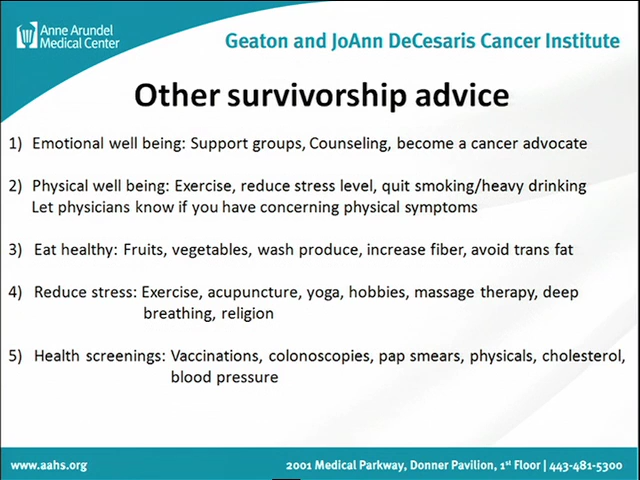 Anne Arundel
Medical Center
Geaton and JoAnn DeCesaris Cancer Institute
Other survivorship advice
1) Emotional well being: Support groups, Counseling, become a cancer advocate
2) Physical well being: Exercise, reduce stress level, quit smoking/heavy drinking
Let physicians know if you have concerning physical symptoms
3) Eat healthy: Fruits, vegetables, wash produce, increase fiber, avoid trans fat
4) Reduce stress: Exercise, acupuncture, yoga, hobbies, massage therapy, deep
breathing, religion
5) Health screenings: Vaccinations, colonoscopies, pap smears, physicals, cholesterol,
blood pressure
www.aahs.org
2001 Medical Parkway, Donner Pavilion, 1st Floor | 443-481-5300